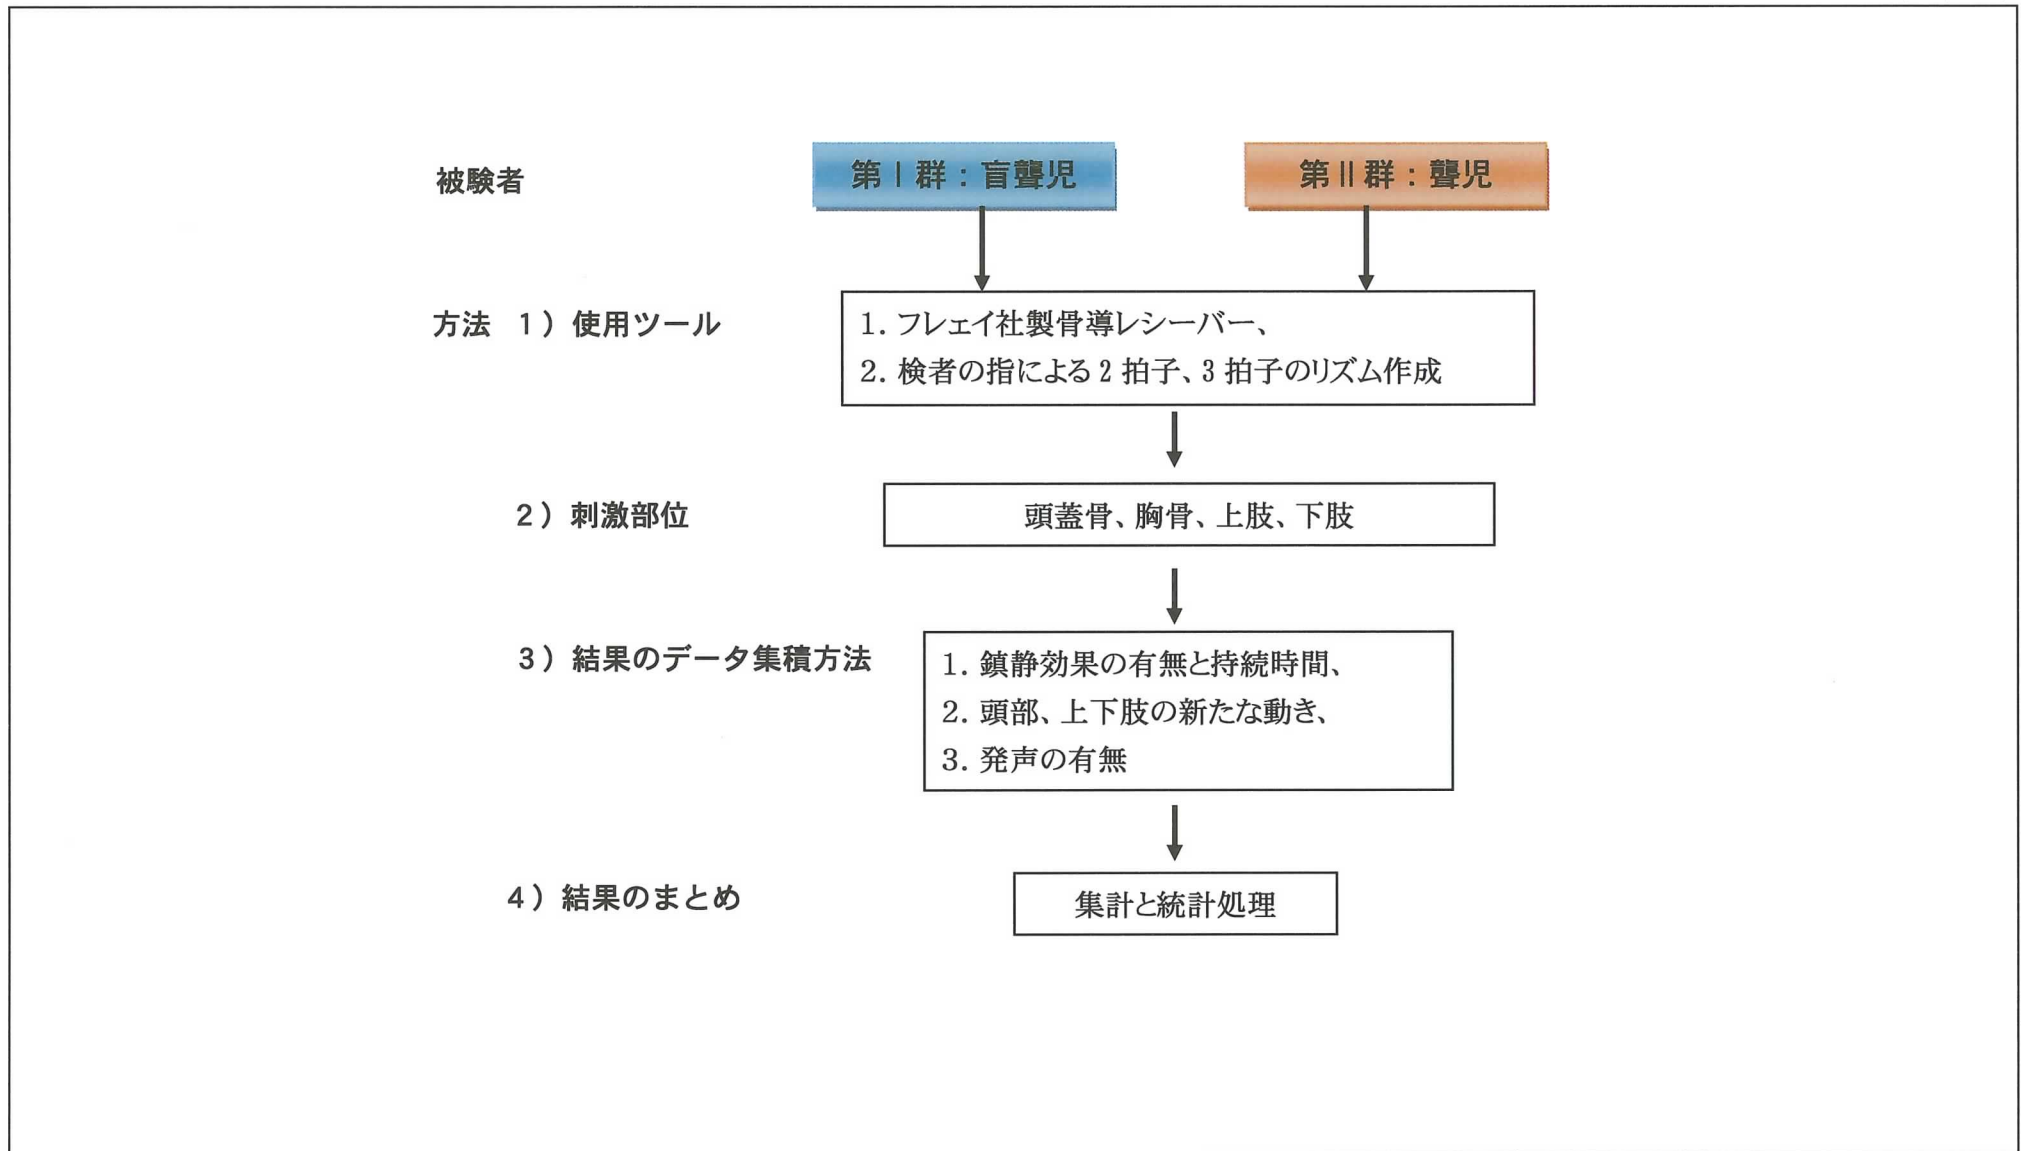 被験者
第Ⅰ群：盲聾児
第Ⅱ群：聾児
方法 １）使用ツール
1. フレェイ社製骨導レシーバー、
2. 検者の指による2拍子、3拍子のリズム作成
２）刺激部位
頭蓋骨、胸骨、上肢、下肢
３）結果のデータ集積方法
1. 鎮静効果の有無と持続時間、
2. 頭部、上下肢の新たな動き、
3. 発声の有無
４）結果のまとめ
集計と統計処理